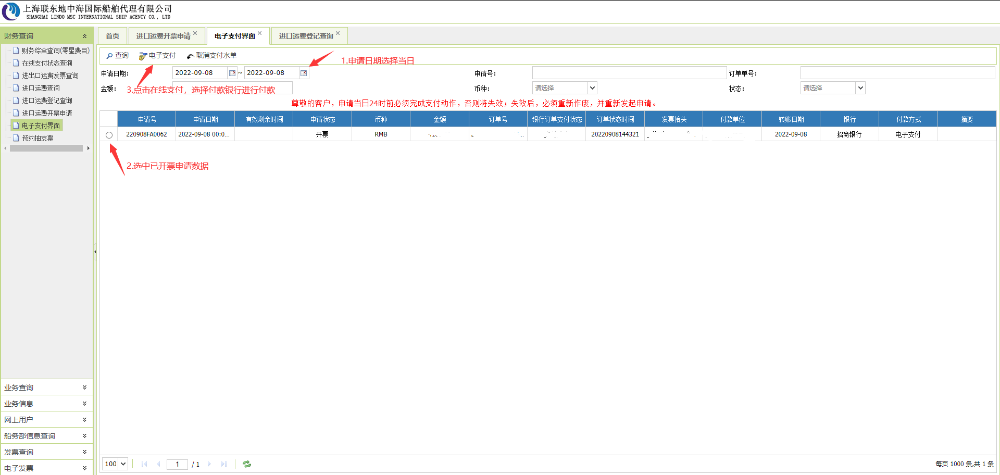 上海联东地中海国际船舶代理有限公司
SHANGHAI LINDO MSC INTERNATIONAL SHIP AGENCY CO., LTD
财务查询
财务综合查询(零星费目)
在线支付状态查询
进出口运费发票查询
进口运费查询
进口运费登记查询
进口运费开票申请
电子支付界面
预约抽支票
业务查询
业务信息
网上用户
船务部信息查询
发票查询
电子发票
首页 进口运费开票申请 电子支付界面 进口运费登记查询
查询 电子支付 取消支付水单
1.申请日期选择当日
申请日期: 2022-09-08 ~ 2022-09-08 申请号: 订单单号:
金额: 币种: 请选择 状态: 请选择
3.点击在线支付，选择付款银行进行付款
尊敬的客户，申请当日24时前必须完成支付动作，否则将失效；失效后，必须重新作废，并重新发起申请。
申请号 申请日期 有效剩余时间 申请状态 币种 金额 订单号 银行订单支付状态 订单状态时间 发票抬头 付款单位 转账日期 银行 付款方式 摘要
220908FA0062 2022-09-08 00:0... 开票 RMB 20220908144321 2022-09-08 招商银行 电子支付
2.选中已开票申请数据
100 1 / 1 每页 1000 条,共 1 条